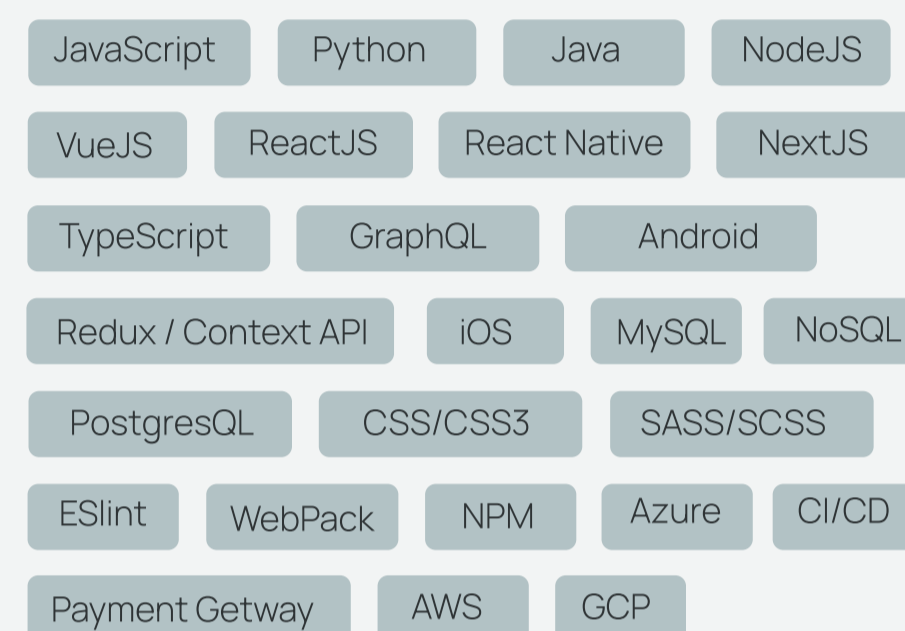 JavaScript Python Java NodeJS
VueJS ReactJS React Native NextJS
TypeScript GraphQL Android
Redux / Context API iOS MySQL NoSQL
PostgresQL CSS/CSS3 SASS/SCSS
ESlint WebPack NPM Azure CI/CD
Payment Getway AWS GCP